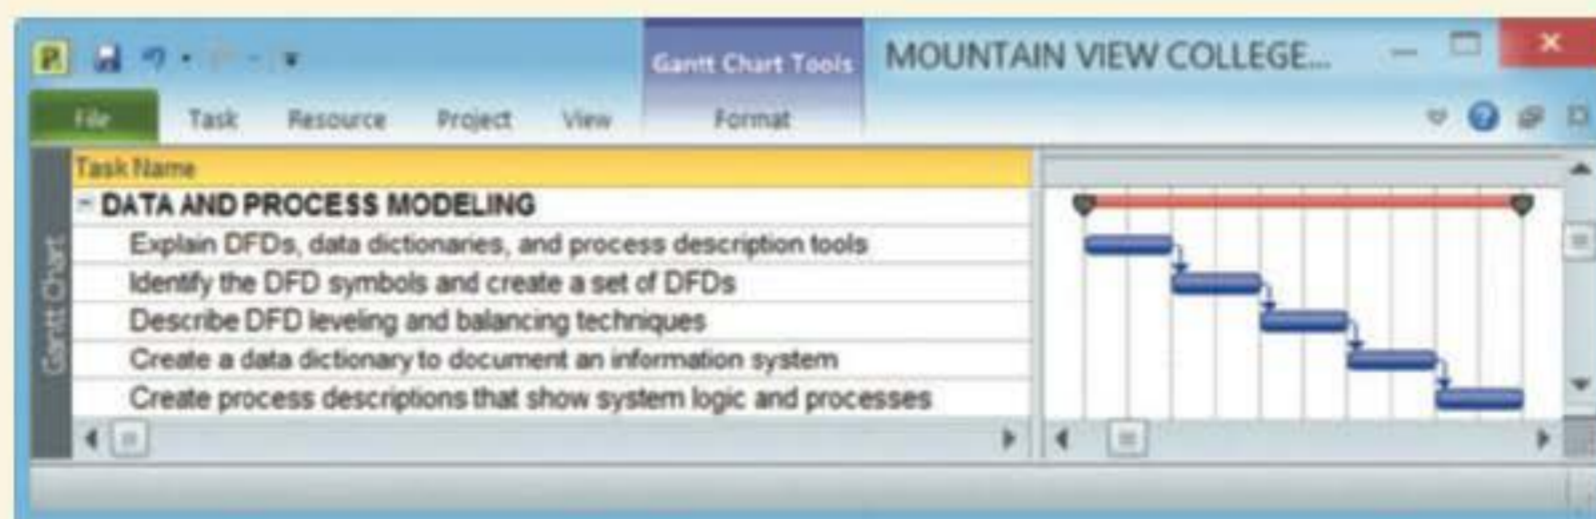 Gantt Chart Tools
MOUNTAIN VIEW COLLEGE...
File Task Resource Project View Format
Task Name
DATA AND PROCESS MODELING
Explain DFDs, data dictionaries, and process description tools
Identify the DFD symbols and create a set of DFDs
Describe DFD leveling and balancing techniques
Create a data dictionary to document an information system
Create process descriptions that show system logic and processes
Gantt Chart